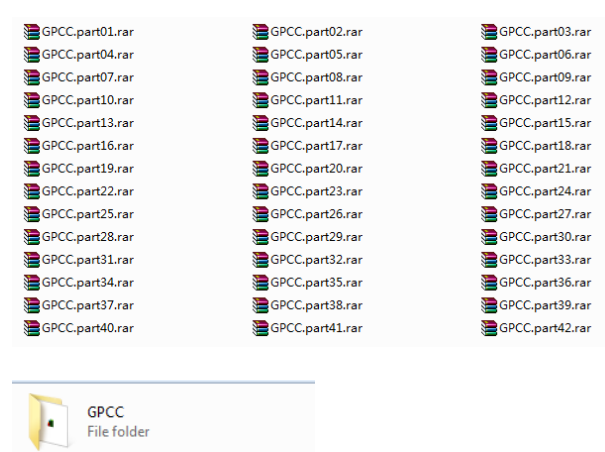 GPCC.part01.rar GPCC.part02.rar GPCC.part03.rar
GPCC.part04.rar GPCC.part05.rar GPCC.part06.rar
GPCC.part07.rar GPCC.part08.rar GPCC.part09.rar
GPCC.part10.rar GPCC.part11.rar GPCC.part12.rar
GPCC.part13.rar GPCC.part14.rar GPCC.part15.rar
GPCC.part16.rar GPCC.part17.rar GPCC.part18.rar
GPCC.part19.rar GPCC.part20.rar GPCC.part21.rar
GPCC.part22.rar GPCC.part23.rar GPCC.part24.rar
GPCC.part25.rar GPCC.part26.rar GPCC.part27.rar
GPCC.part28.rar GPCC.part29.rar GPCC.part30.rar
GPCC.part31.rar GPCC.part32.rar GPCC.part33.rar
GPCC.part34.rar GPCC.part35.rar GPCC.part36.rar
GPCC.part37.rar GPCC.part38.rar GPCC.part39.rar
GPCC.part40.rar GPCC.part41.rar GPCC.part42.rar
GPCC
File folder